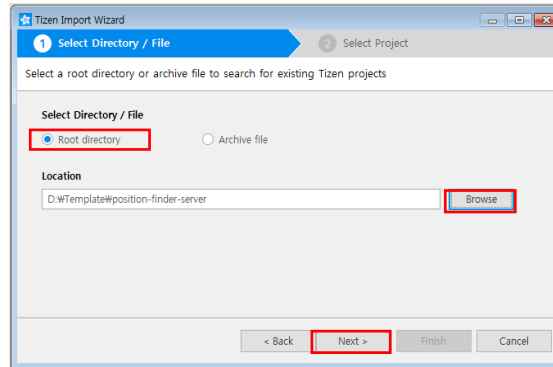 Tizen Import Wizard
1 Select Directory / File
2 Select Project
Select a root directory or archive file to search for existing Tizen projects
Select Directory / File
Root directory
Archive file
Location
D:₩Template₩position-finder-server
Browse
< Back
Next >
Finish
Cancel